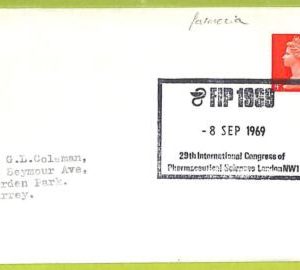 farmacia
FIP 1969
- 8 SEP 1969
29th International Congress of
Pharmaceutical Sciences London NW1
G.L.Coleman,
Seymour Ave,
rden Park.
rrey.